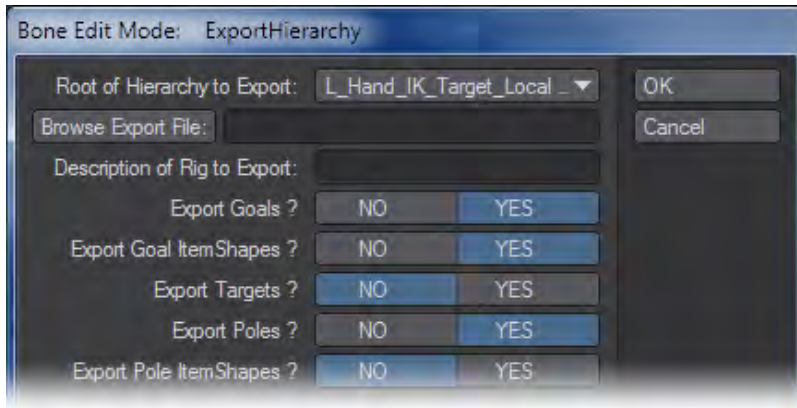 Bone Edit Mode: ExportHierarchy
Root of Hierarchy to Export: L_Hand_IK_Target_Local ... OK
Browse Export File: Cancel
Description of Rig to Export:
Export Goals ? NO YES
Export Goal ItemShapes ? NO YES
Export Targets ? NO YES
Export Poles ? NO YES
Export Pole ItemShapes ? NO YES